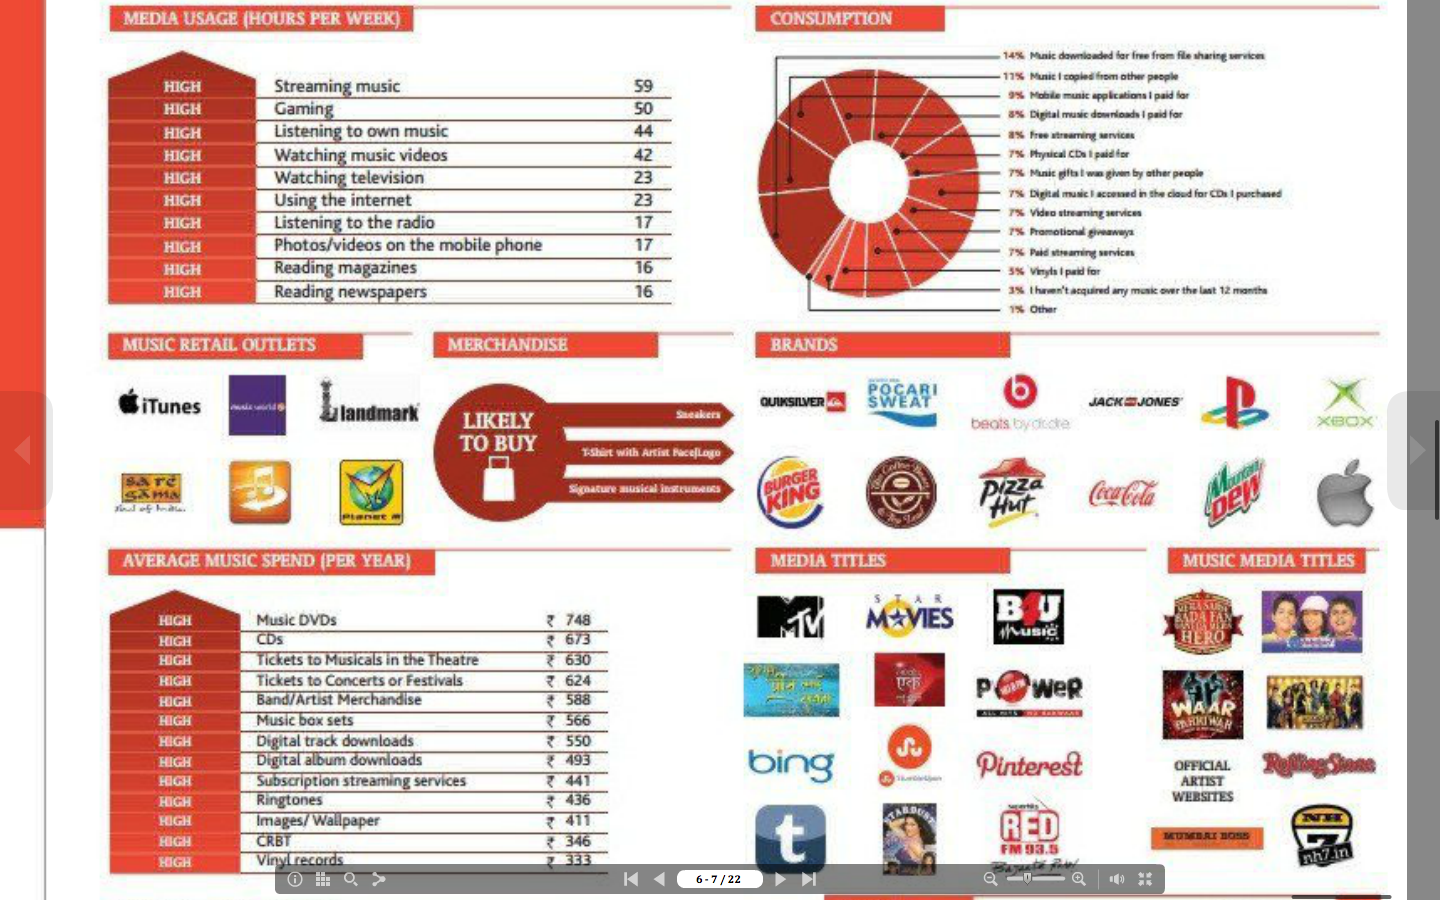 MEDIA USAGE (HOURS PER WEEK)
HIGH Streaming music 59
HIGH Gaming 50
HIGH Listening to own music 44
HIGH Watching music videos 42
HIGH Watching television 23
HIGH Using the internet 23
HIGH Listening to the radio 17
HIGH Photos/videos on the mobile phone 17
HIGH Reading magazines 16
HIGH Reading newspapers 16
CONSUMPTION
14% Music downloaded for free from file sharing services
11% Music I copied from other people
9% Mobile music applications I paid for
8% Digital music downloads I paid for
8% Free streaming services
7% Physical CDs I paid for
7% Music gifts I was given by other people
7% Digital music I accessed in the cloud for CDs I purchased
7% Video streaming services
7% Promotional giveaways
7% Paid streaming services
5% Vinyls I paid for
3% I haven't acquired any music over the last 12 months
1% Other
MUSIC RETAIL OUTLETS
iTunes
music world
landmark
sa re
ga ma
Planet M
MERCHANDISE
LIKELY
TO BUY
Sneakers
T-Shirt with Artist Face/Logo
Signature musical instruments
BRANDS
QUIKSILVER
POCARI
SWEAT
beats by dr.dre
JACK JONES
XBOX
BURGER
KING
Pizza
Hut
Coca-Cola
Mountain
DEW
AVERAGE MUSIC SPEND (PER YEAR)
HIGH Music DVDs ₹ 748
HIGH CDs ₹ 673
HIGH Tickets to Musicals in the Theatre ₹ 630
HIGH Tickets to Concerts or Festivals ₹ 624
HIGH Band/Artist Merchandise ₹ 588
HIGH Music box sets ₹ 566
HIGH Digital track downloads ₹ 550
HIGH Digital album downloads ₹ 493
HIGH Subscription streaming services ₹ 441
HIGH Ringtones ₹ 436
HIGH Images/ Wallpaper ₹ 411
HIGH CRBT ₹ 346
HIGH Vinyl records ₹ 333
MEDIA TITLES
MTV
STAR
MOVIES
B4U
Music
एक
POWER
bing
StumbleUpon
Pinterest
t
STARDUST
RED
FM 93.5
MUSIC MEDIA TITLES
HERO
WAAR
PARRIWAR
OFFICIAL
ARTIST
WEBSITES
RollingStone
MUMBAI BOSS
NH
7
nh7.in
6 - 7 / 22